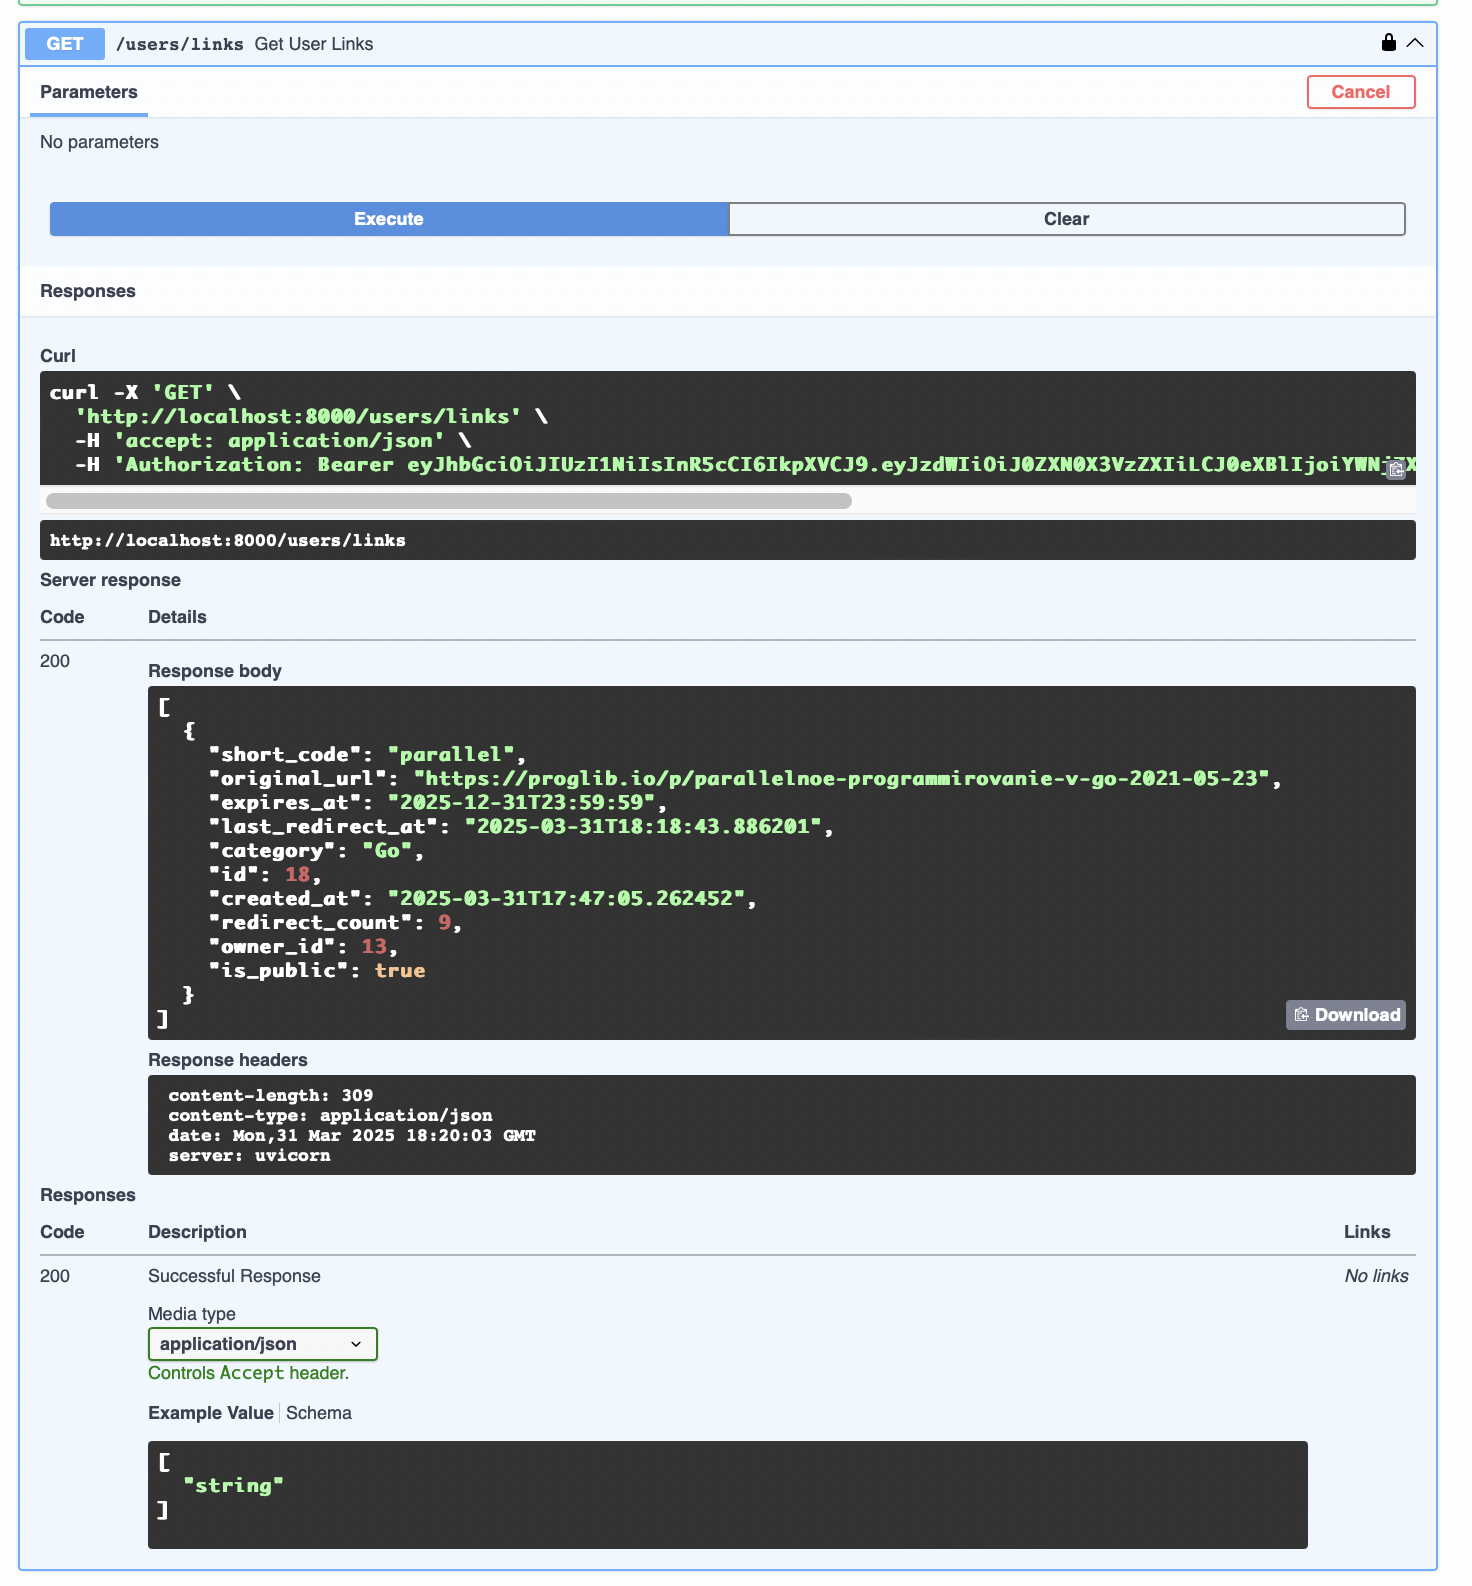 GET /users/links Get User Links
Parameters
Cancel
No parameters
Execute
Clear
Responses
Curl
curl -X 'GET' \
  'http://localhost:8000/users/links' \
  -H 'accept: application/json' \
  -H 'Authorization: Bearer eyJhbGciOiJIUzI1NiIsInR5cCI6IkpXVCJ9.eyJzdWIiOiJ0ZXN0X3VzZXIiLCJ0eXBlIjoiYWNjZX
http://localhost:8000/users/links
Server response
Code Details
200
Response body
[
  {
    "short_code": "parallel",
    "original_url": "https://proglib.io/p/parallelnoe-programmirovanie-v-go-2021-05-23",
    "expires_at": "2025-12-31T23:59:59",
    "last_redirect_at": "2025-03-31T18:18:43.886201",
    "category": "Go",
    "id": 18,
    "created_at": "2025-03-31T17:47:05.262452",
    "redirect_count": 9,
    "owner_id": 13,
    "is_public": true
  }
]
Download
Response headers
content-length: 309
content-type: application/json
date: Mon,31 Mar 2025 18:20:03 GMT
server: uvicorn
Responses
Code Description Links
200 Successful Response No links
Media type
application/json
Controls Accept header.
Example Value Schema
[
  "string"
]